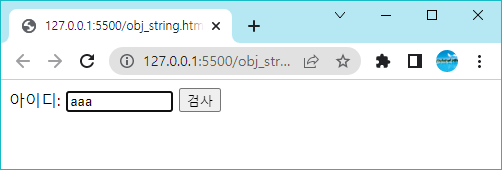 127.0.0.1:5500/obj_string.htm
127.0.0.1:5500/obj_str...
아이디: aaa 검사